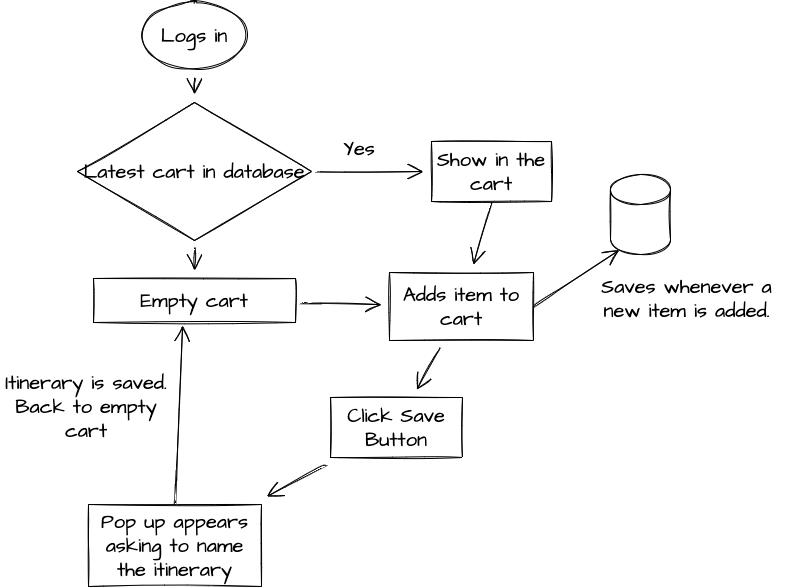 Logs in
Latest cart in database
Yes
Show in the
cart
Empty cart
Adds item to
cart
Saves whenever a
new item is added.
Itinerary is saved.
Back to empty
cart
Click Save
Button
Pop up appears
asking to name
the itinerary